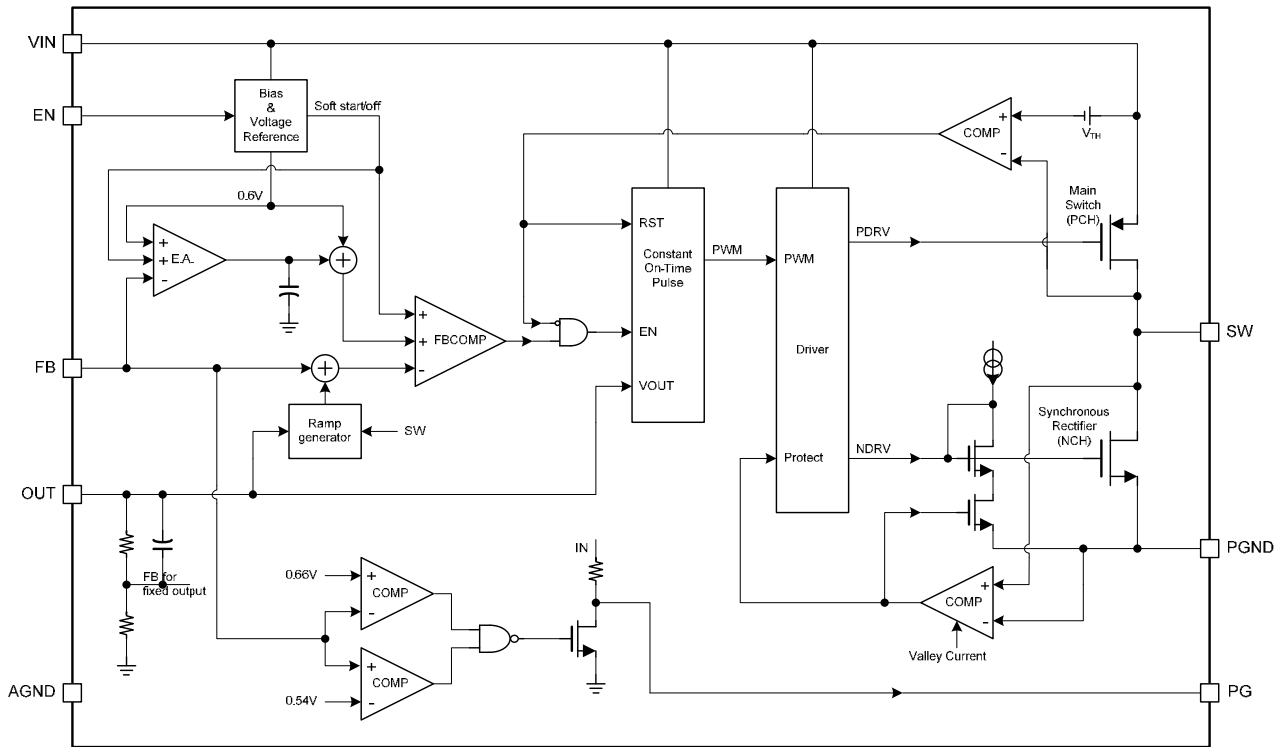 VIN
EN
Bias
&
Voltage
Reference
Soft start/off
0.6V
+
+ E.A.
-
+
FB
+
+
+ FBCOMP
-
Ramp
generator
SW
OUT
FB for
fixed output
AGND
0.66V
+ COMP
-
+
COMP
-
0.54V
IN
RST
Constant
On-Time
Pulse
EN
VOUT
PWM
PWM
Driver
Protect
PDRV
NDRV
COMP
+
-
VTH
Main
Switch
(PCH)
SW
Synchronous
Rectifier
(NCH)
PGND
COMP
+
-
Valley Current
PG